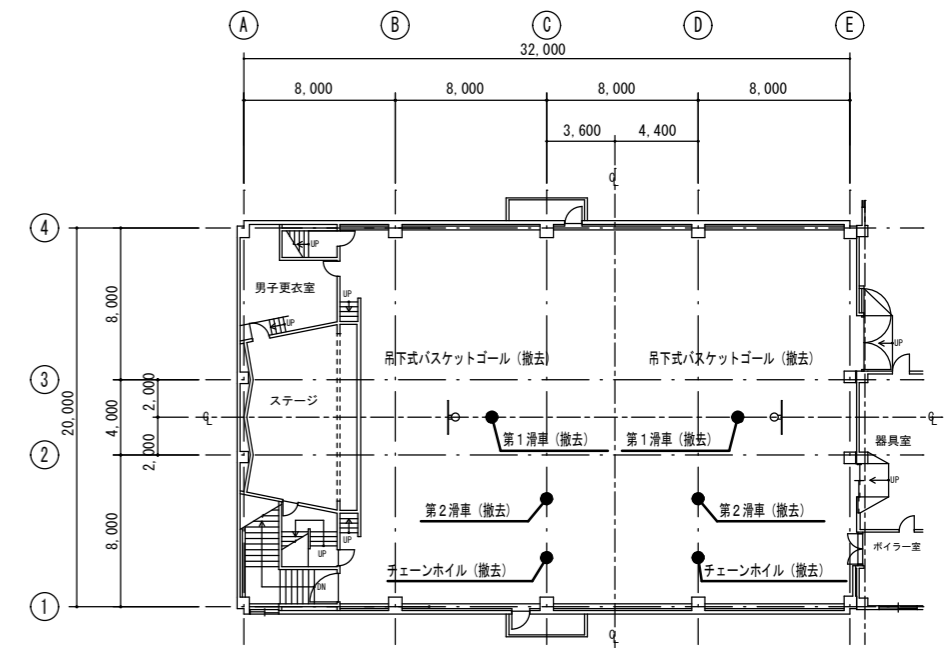 A B C D E
32,000
8,000 8,000 8,000 8,000
3,600 4,400
CL
4
UP
男子更衣室
UP
UP
UP
8,000
吊下式バスケットゴール（撤去） 吊下式バスケットゴール（撤去）
3
2,000
20,000
4,000
ステージ
CL CL
第１滑車（撤去） 第１滑車（撤去）
器具室
2
2,000
UP
第２滑車（撤去） 第２滑車（撤去）
8,000
UP
UP
ボイラー室
チェーンホイル（撤去） チェーンホイル（撤去）
DN
1
CL